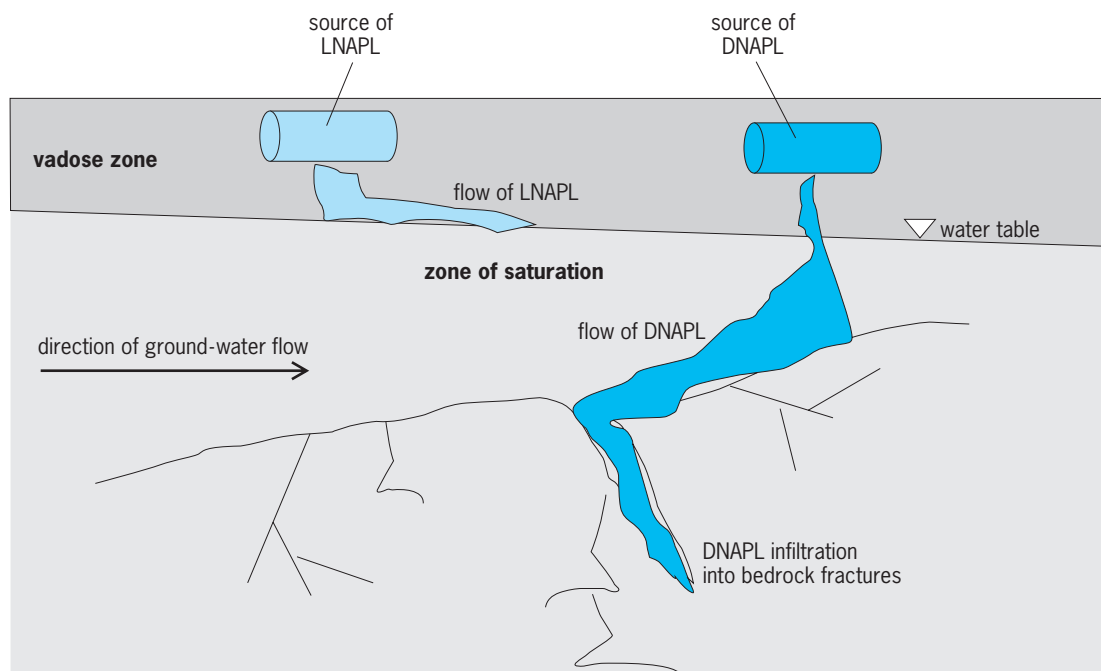 source of
LNAPL
source of
DNAPL
vadose zone
flow of LNAPL
water table
zone of saturation
flow of DNAPL
direction of ground-water flow
DNAPL infiltration
into bedrock fractures